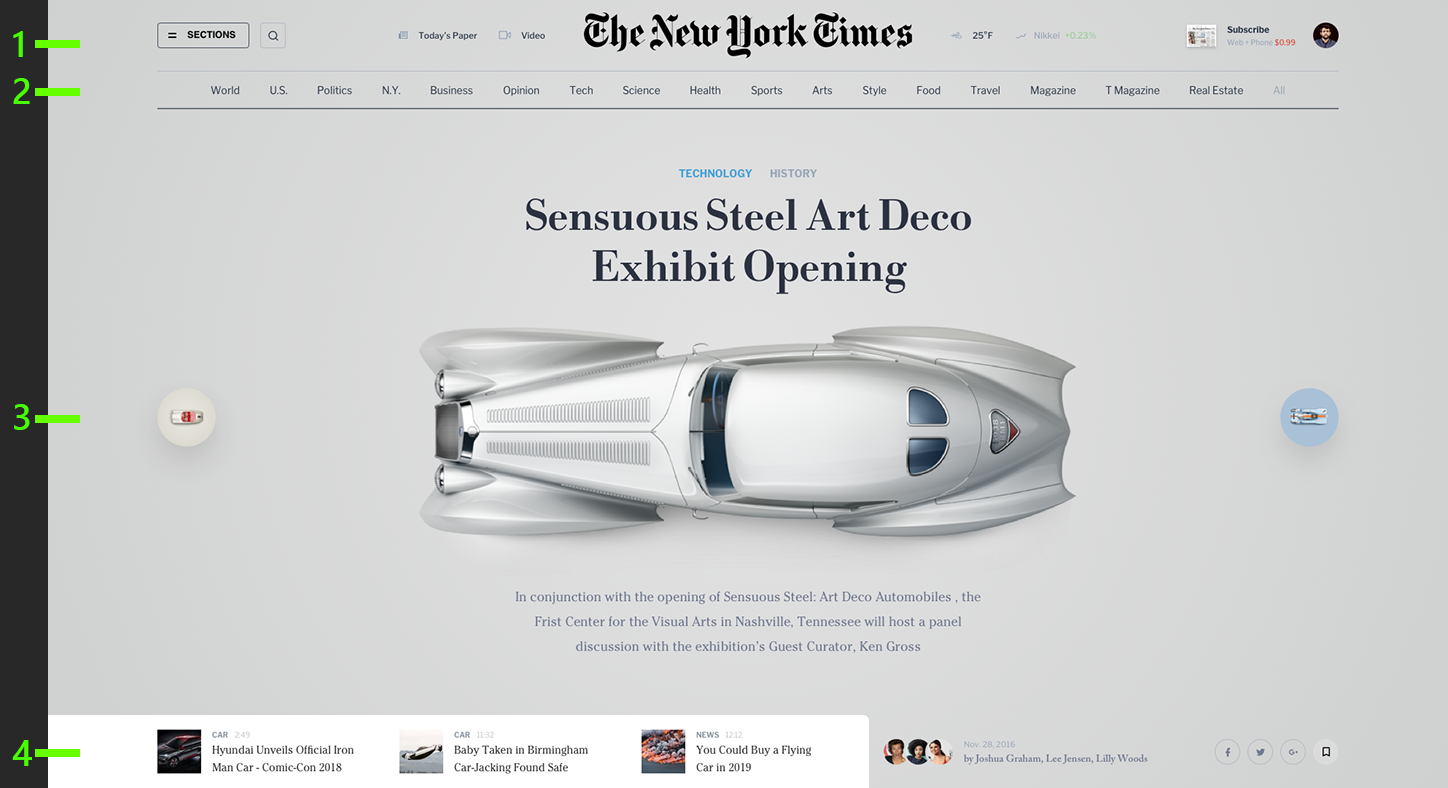 1
SECTIONS
Today's Paper
Video
The New York Times
25°F
Nikkei +0.23%
Subscribe
Web + Phone $0.99
2
World U.S. Politics N.Y. Business Opinion Tech Science Health Sports Arts Style Food Travel Magazine T Magazine Real Estate All
TECHNOLOGY HISTORY
Sensuous Steel Art Deco
Exhibit Opening
3
In conjunction with the opening of Sensuous Steel: Art Deco Automobiles , the
Frist Center for the Visual Arts in Nashville, Tennessee will host a panel
discussion with the exhibition's Guest Curator, Ken Gross
4
CAR 2:49
Hyundai Unveils Official Iron
Man Car - Comic-Con 2018
CAR 11:32
Baby Taken in Birmingham
Car-Jacking Found Safe
NEWS 12:12
You Could Buy a Flying
Car in 2019
Nov. 28, 2016
by Joshua Graham, Lee Jensen, Lilly Woods
f
G+